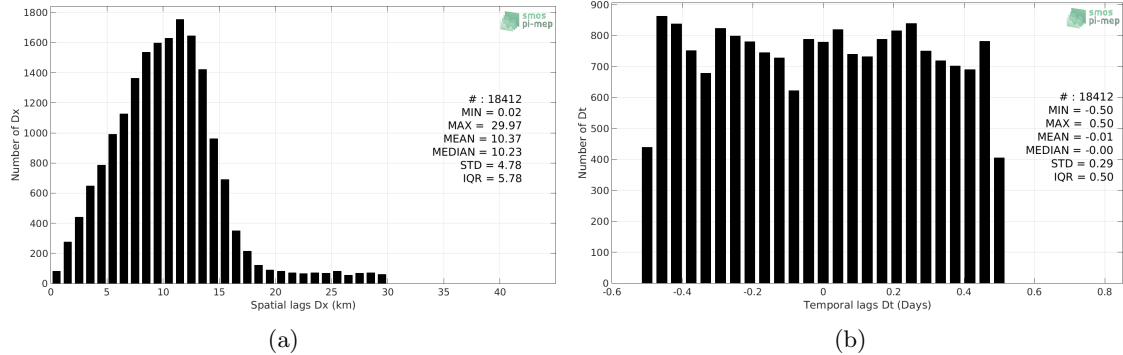 1800
1600
1400
1200
1000
800
600
400
200
0
Number of Dx
smos
pi-mep
# : 18412
MIN = 0.02
MAX = 29.97
MEAN = 10.37
MEDIAN = 10.23
STD = 4.78
IQR = 5.78
0 5 10 15 20 25 30 35 40
Spatial lags Dx (km)
(a)
900
800
700
600
500
400
300
200
100
0
Number of Dt
smos
pi-mep
# : 18412
MIN = -0.50
MAX = 0.50
MEAN = -0.01
MEDIAN = -0.00
STD = 0.29
IQR = 0.50
-0.6 -0.4 -0.2 0 0.2 0.4 0.6 0.8
Temporal lags Dt (Days)
(b)